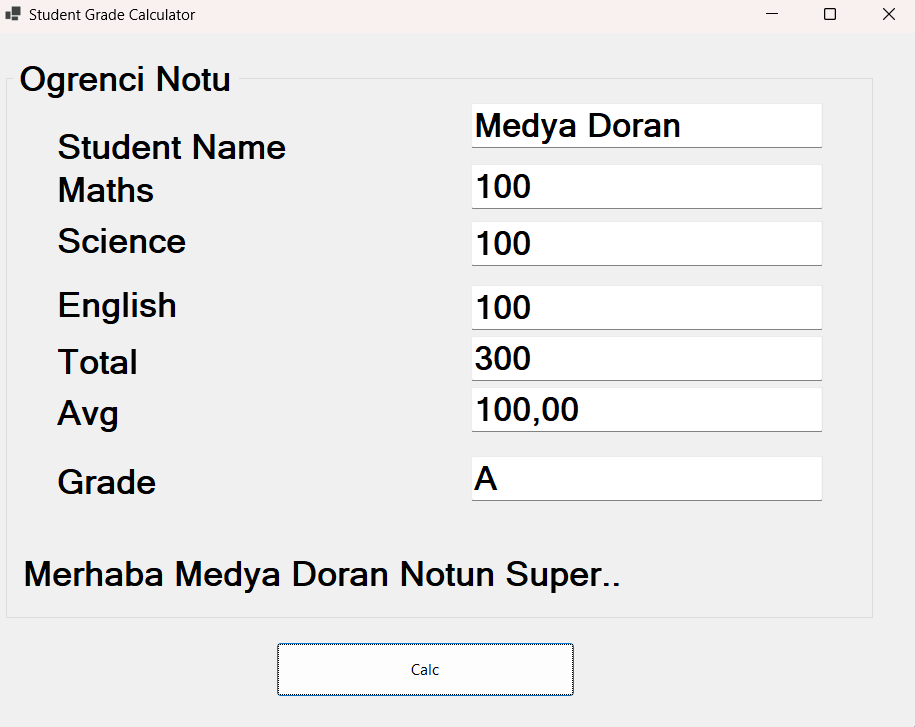 Student Grade Calculator
Ogrenci Notu
Student Name Medya Doran
Maths 100
Science 100
English 100
Total 300
Avg 100,00
Grade A
Merhaba Medya Doran Notun Super..
Calc